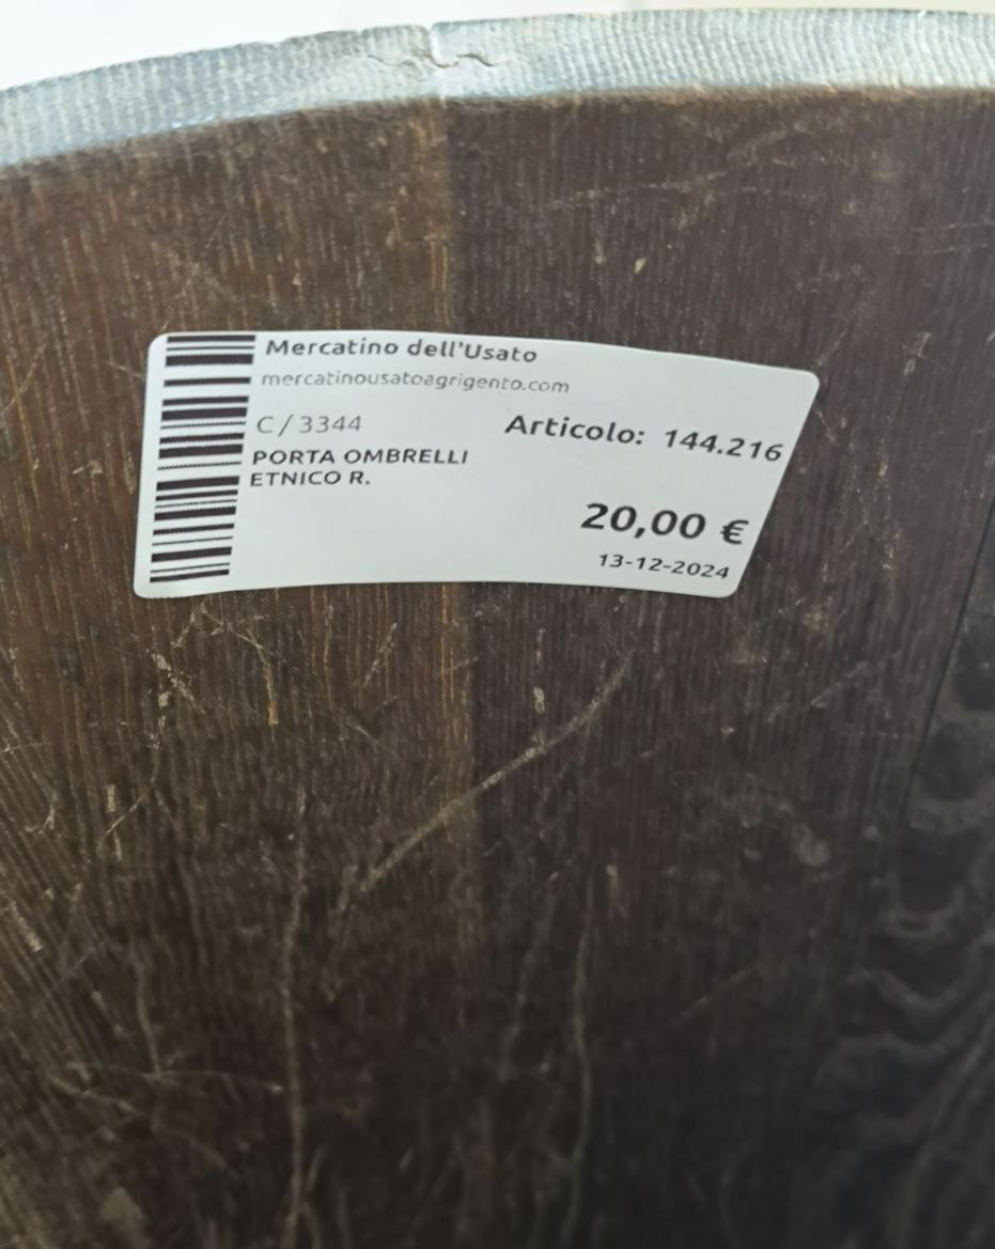 Mercatino dell'Usato
mercatinousatoagrigento.com
C / 3344
Articolo: 144.216
PORTA OMBRELLI
ETNICO R.
20,00 €
13-12-2024